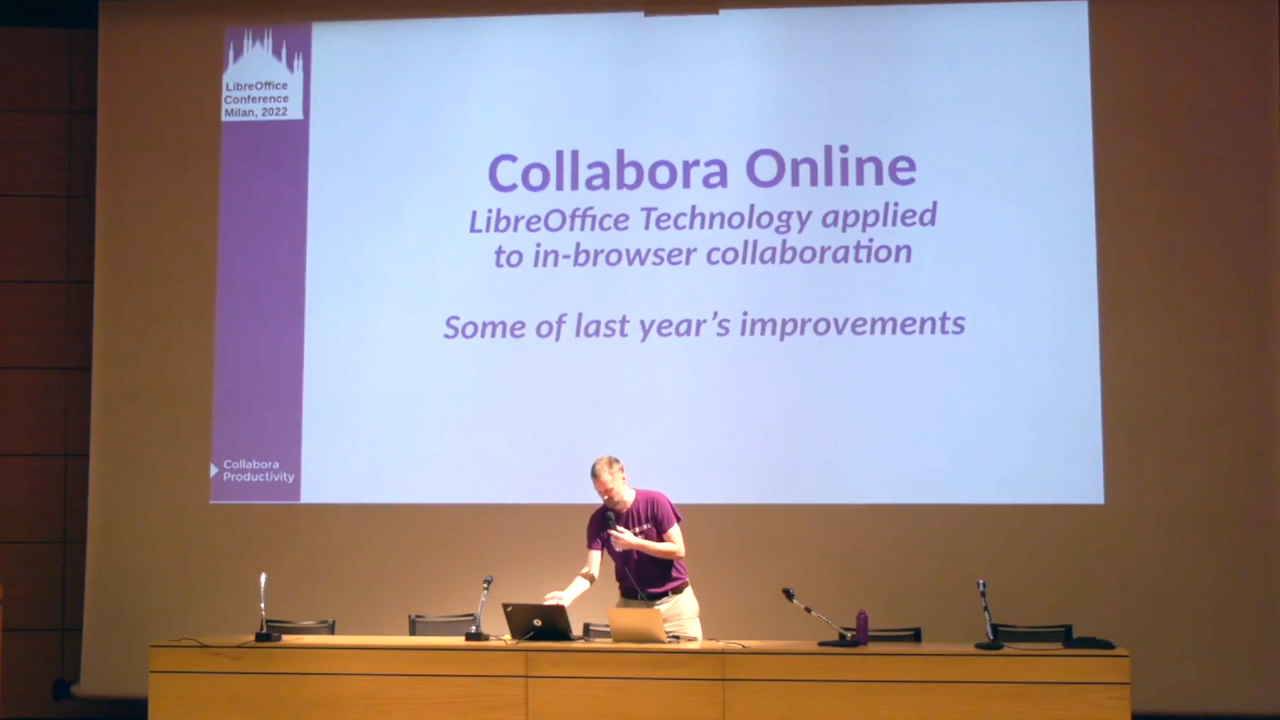 LibreOffice
Conference
Milan, 2022
Collabora Online
LibreOffice Technology applied
to in-browser collaboration
Some of last year's improvements
Collabora
Productivity